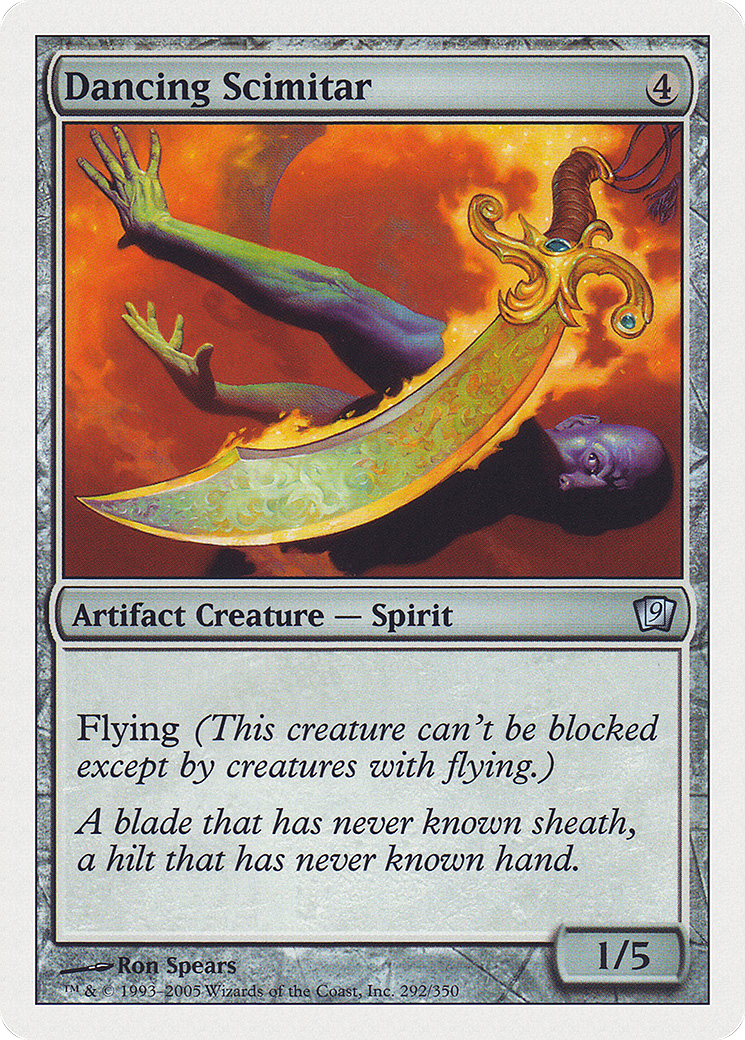 Dancing Scimitar 4
Artifact Creature — Spirit 9
Flying (This creature can't be blocked
except by creatures with flying.)
A blade that has never known sheath,
a hilt that has never known hand.
1/5
Ron Spears
™ & © 1993–2005 Wizards of the Coast, Inc. 292/350